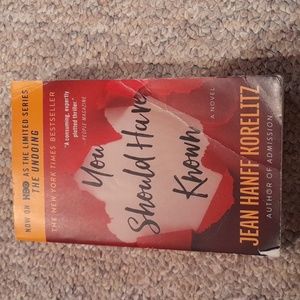 NOW ON HBO AS THE LIMITED SERIES
THE UNDOING
THE NEW YORK TIMES BESTSELLER
"A consuming, expertly
plotted thriller."
PEOPLE MAGAZINE
You
Should Have
Known
A NOVEL
JEAN HANFF KORELITZ
AUTHOR OF ADMISSION